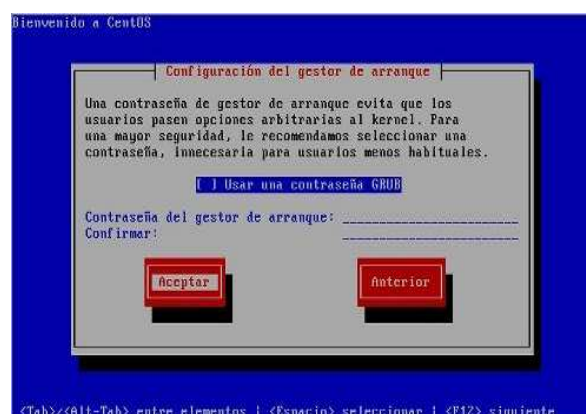 Bienvenido a CentOS
Configuración del gestor de arranque
Una contraseña de gestor de arranque evita que los
usuarios pasen opciones arbitrarias al kernel. Para
una mayor seguridad, le recomendamos seleccionar una
contraseña, innecesaria para usuarios menos habituales.
[ ] Usar una contraseña GRUB
Contraseña del gestor de arranque:
Confirmar:
Aceptar Anterior
<Tab>/<Alt-Tab> entre elementos | <Espacio> seleccionar | <F12> siguiente